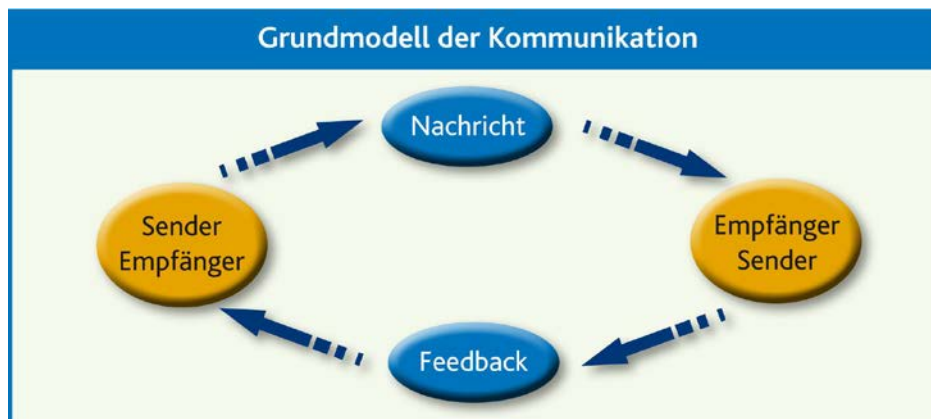 Grundmodell der Kommunikation
Nachricht
Sender
Empfänger
Empfänger
Sender
Feedback